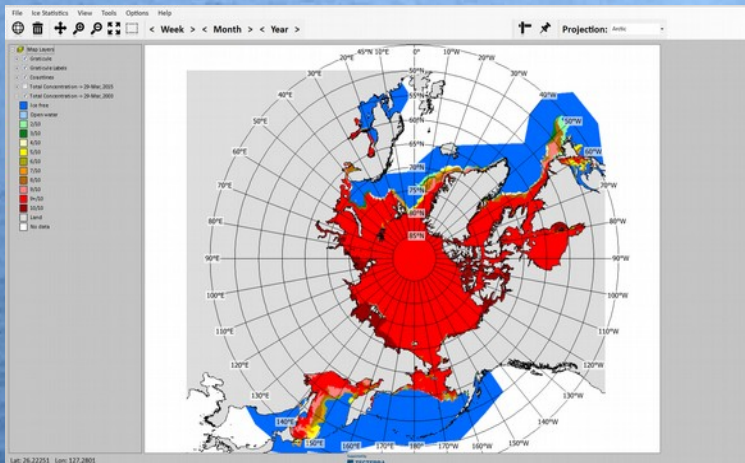 File Ice Statistics View Tools Options Help
< Week > < Month > < Year > Projection: Arctic
Map Layers
Graticule
Graticule labels
Coastlines
Total Concentration -> 29-Mar, 2015
Total Concentration -> 29-Mar, 2003
Ice free
Open water
1/10
2/10
3/10
4/10
5/10
6/10
7/10
8/10
9/10
9+/10
10/10
Land
No data
20°E 10°E 0° 10°W 20°W
30°E 50°N 30°W
40°E 55°N 40°W
60°N 50°W
50°E 65°N
60°E 70°N 60°W
70°E 75°N 70°W
80°N
80°E 85°N 80°W
90°E 90°W
100°E 100°W
110°E 110°W
120°E 120°W
130°E 130°W
140°E 140°W
150°E 160°E 170°E 180° 170°W 160°W 150°W
Lat: 26.22251 Lon: 127.2801